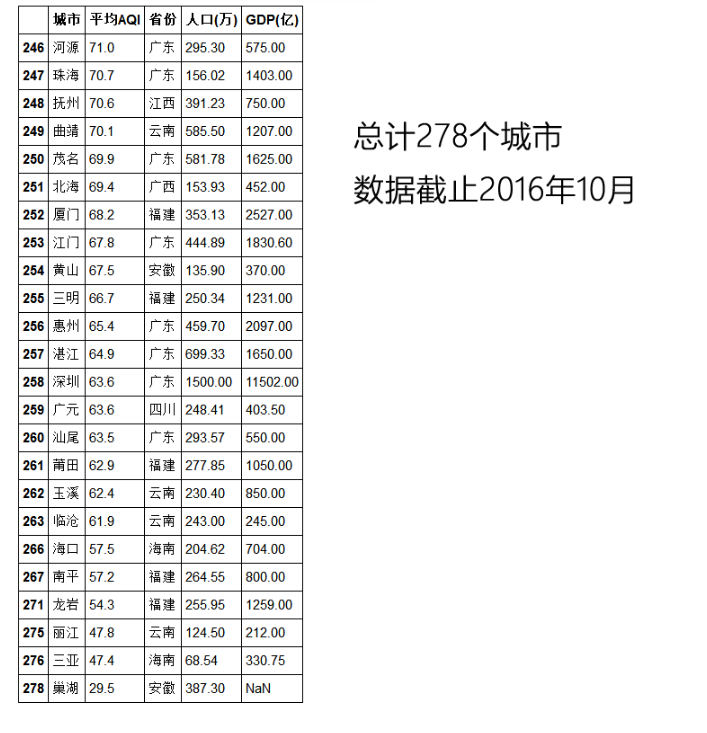 城市 平均AQI 省份 人口(万) GDP(亿)
246 河源 71.0 广东 295.30 575.00
247 珠海 70.7 广东 156.02 1403.00
248 抚州 70.6 江西 391.23 750.00
249 曲靖 70.1 云南 585.50 1207.00
250 茂名 69.9 广东 581.78 1625.00
251 北海 69.4 广西 153.93 452.00
252 厦门 68.2 福建 353.13 2527.00
253 江门 67.8 广东 444.89 1830.60
254 黄山 67.5 安徽 135.90 370.00
255 三明 66.7 福建 250.34 1231.00
256 惠州 65.4 广东 459.70 2097.00
257 湛江 64.9 广东 699.33 1650.00
258 深圳 63.6 广东 1500.00 11502.00
259 广元 63.6 四川 248.41 403.50
260 汕尾 63.5 广东 293.57 550.00
261 莆田 62.9 福建 277.85 1050.00
262 玉溪 62.4 云南 230.40 850.00
263 临沧 61.9 云南 243.00 245.00
266 海口 57.5 海南 204.62 704.00
267 南平 57.2 福建 264.55 800.00
271 龙岩 54.3 福建 255.95 1259.00
275 丽江 47.8 云南 124.50 212.00
276 三亚 47.4 海南 68.54 330.75
278 巢湖 29.5 安徽 387.30 NaN
总计278个城市
数据截止2016年10月